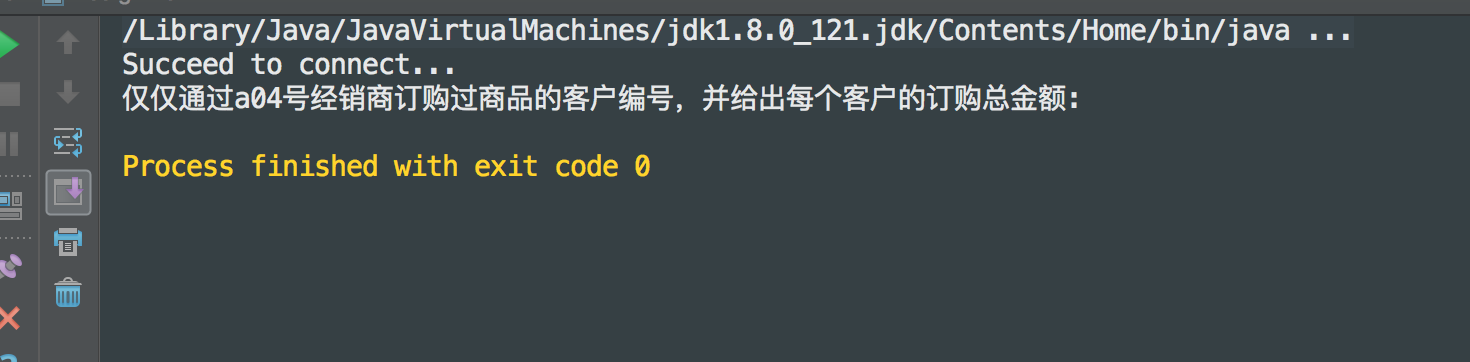 /Library/Java/JavaVirtualMachines/jdk1.8.0_121.jdk/Contents/Home/bin/java ...
Succeed to connect...
仅仅通过a04号经销商订购过商品的客户编号，并给出每个客户的订购总金额：
Process finished with exit code 0